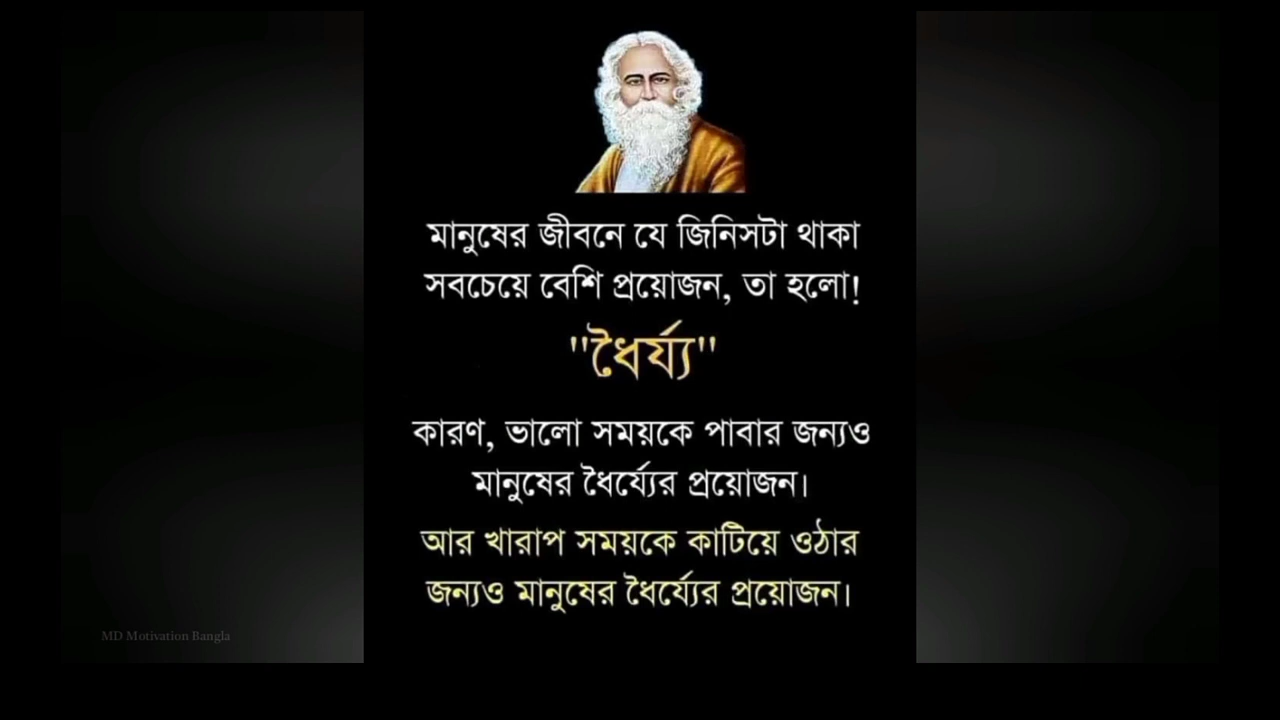 মানুষের জীবনে যে জিনিসটা থাকা
সবচেয়ে বেশি প্রয়োজন, তা হলো!
"ধৈর্য্য"
কারণ, ভালো সময়কে পাবার জন্যও
মানুষের ধৈর্য্যের প্রয়োজন।
আর খারাপ সময়কে কাটিয়ে ওঠার
জন্যও মানুষের ধৈর্য্যের প্রয়োজন।
MD Motivation Bangla